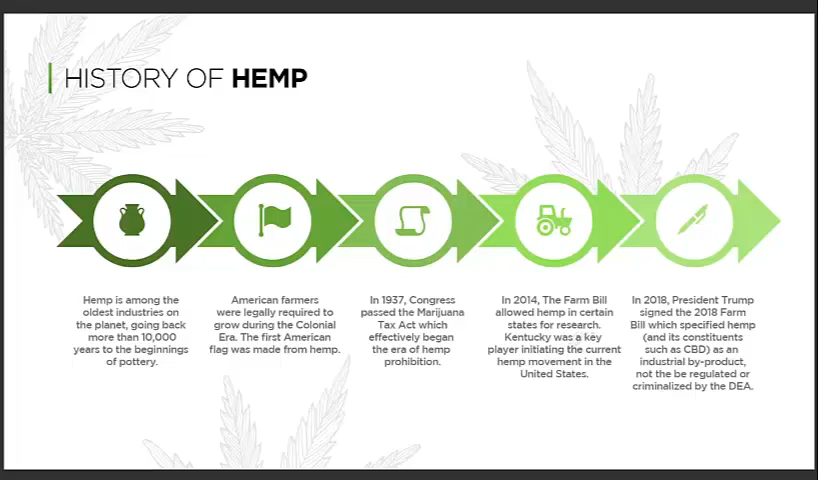 HISTORY OF HEMP
Hemp is among the
oldest industries on
the planet, going back
more than 10,000
years to the beginnings
of pottery.
American farmers
were legally required to
grow during the Colonial
Era. The first American
flag was made from hemp.
In 1937, Congress
passed the Marijuana
Tax Act which
effectively began
the era of hemp
prohibition.
In 2014, The Farm Bill
allowed hemp in certain
states for research.
Kentucky was a key
player initiating the current
hemp movement in the
United States.
In 2018, President Trump
signed the 2018 Farm
Bill which specified hemp
(and its constituents
such as CBD) as an
industrial by-product,
not the be regulated or
criminalized by the DEA.